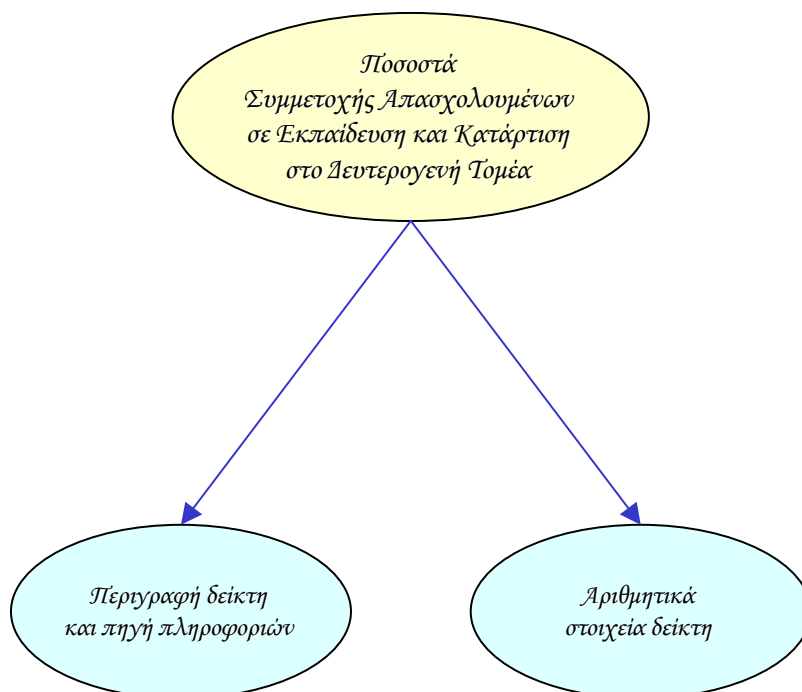 Ποσοστά
Συμμετοχής Απασχολουμένων
σε Εκπαίδευση και Κατάρτιση
στο Δευτερογενή Τομέα
Περιγραφή δείκτη
και πηγή πληροφοριών
Αριθμητικά
στοιχεία δείκτη